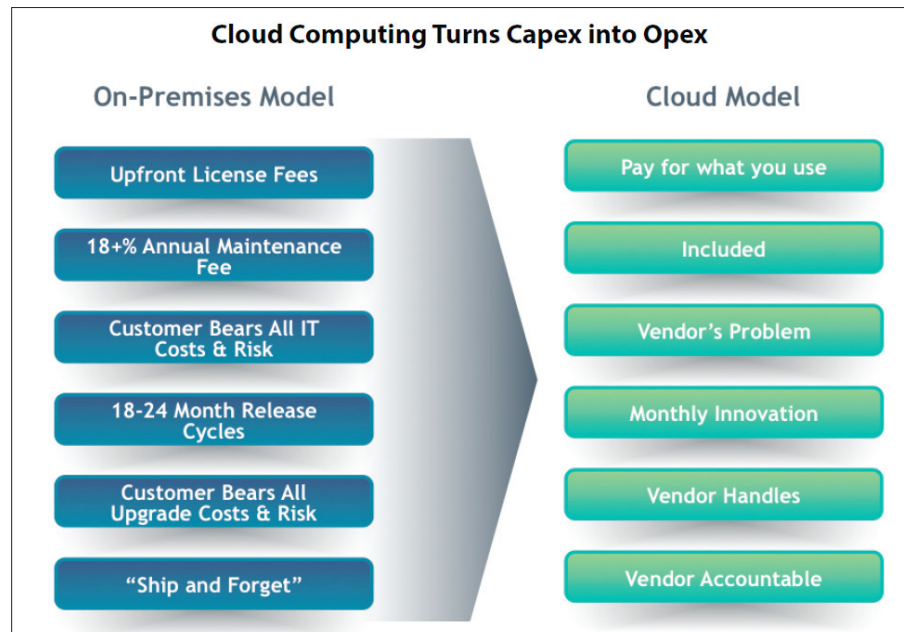 Cloud Computing Turns Capex into Opex
On-Premises Model
Cloud Model
Upfront License Fees
Pay for what you use
18+% Annual Maintenance
Fee
Included
Customer Bears All IT
Costs & Risk
Vendor's Problem
18-24 Month Release
Cycles
Monthly Innovation
Customer Bears All
Upgrade Costs & Risk
Vendor Handles
“Ship and Forget”
Vendor Accountable